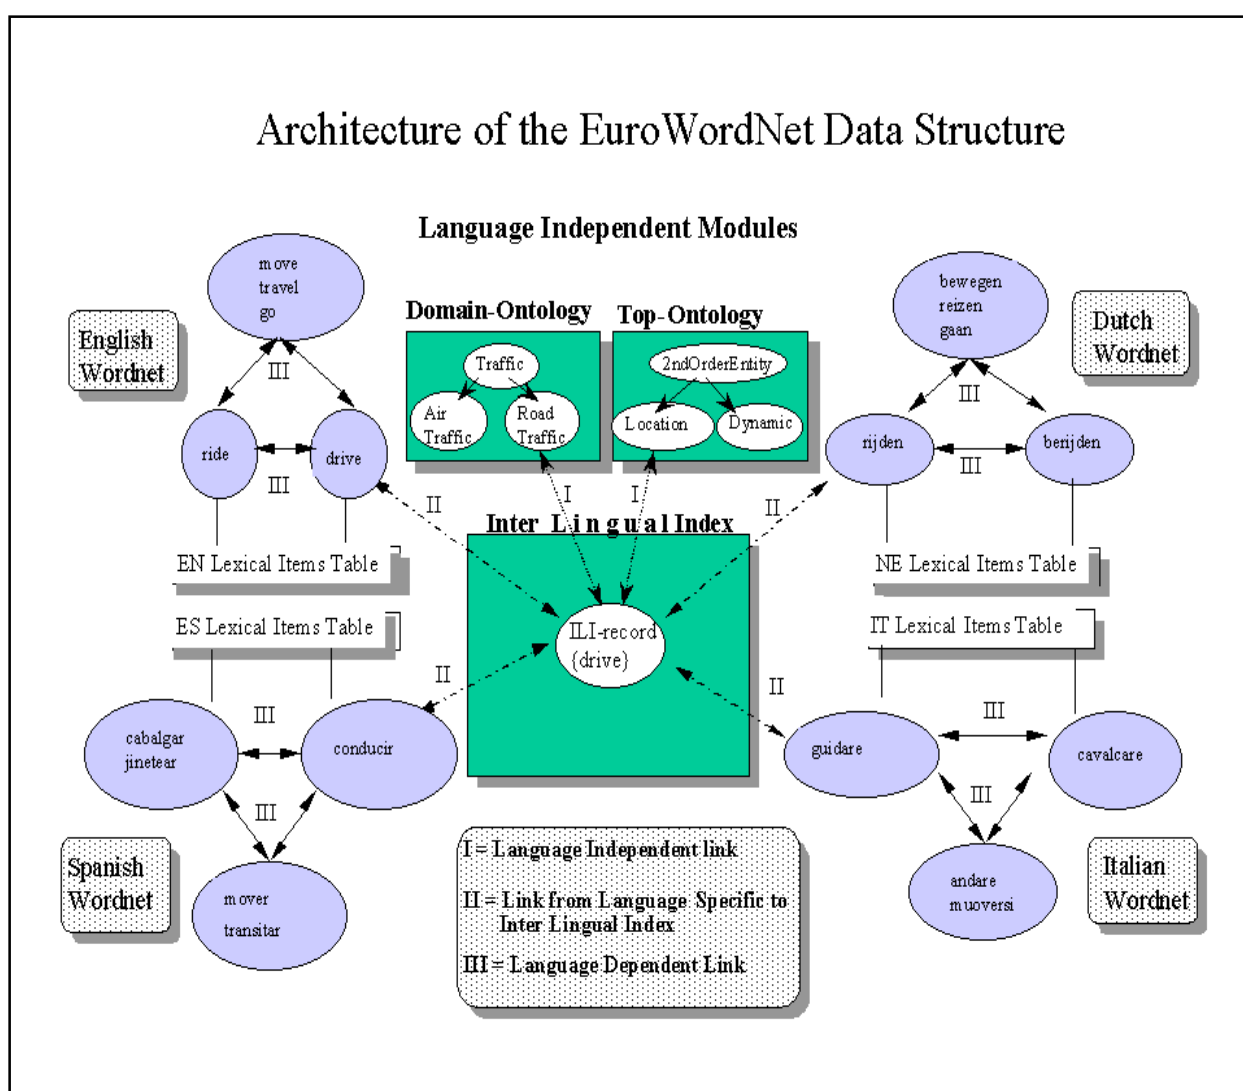 Architecture of the EuroWordNet Data Structure
Language Independent Modules
move
travel
go
English
Wordnet
III
ride
drive
III
EN Lexical Items Table
Domain-Ontology
Traffic
Air
Traffic
Road
Traffic
Top-Ontology
2ndOrderEntity
Location
Dynamic
bewegen
reizen
gaan
Dutch
Wordnet
III
rijden
berijden
III
NE Lexical Items Table
II
I
I
II
Inter Lingual Index
ILI-record
{drive}
II
II
ES Lexical Items Table
III
cabalgar
jinetear
conducir
III
Spanish
Wordnet
mover
transitar
IT Lexical Items Table
III
guidare
cavalcare
III
andare
muoversi
Italian
Wordnet
I = Language Independent link
II = Link from Language Specific to
Inter Lingual Index
III = Language Dependent Link